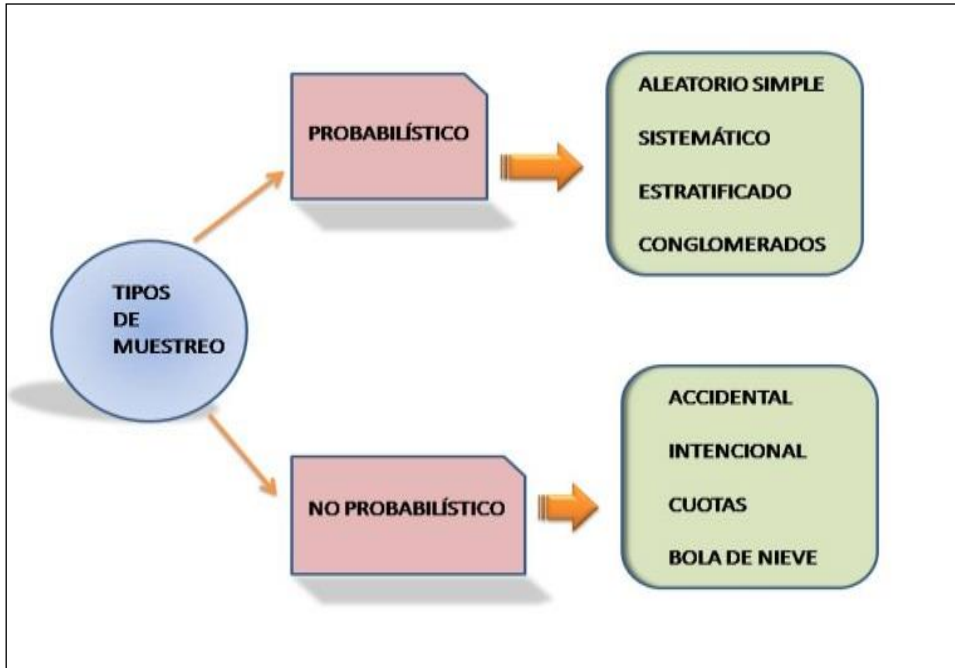 TIPOS
DE
MUESTREO
PROBABILÍSTICO
ALEATORIO SIMPLE
SISTEMÁTICO
ESTRATIFICADO
CONGLOMERADOS
NO PROBABILÍSTICO
ACCIDENTAL
INTENCIONAL
CUOTAS
BOLA DE NIEVE